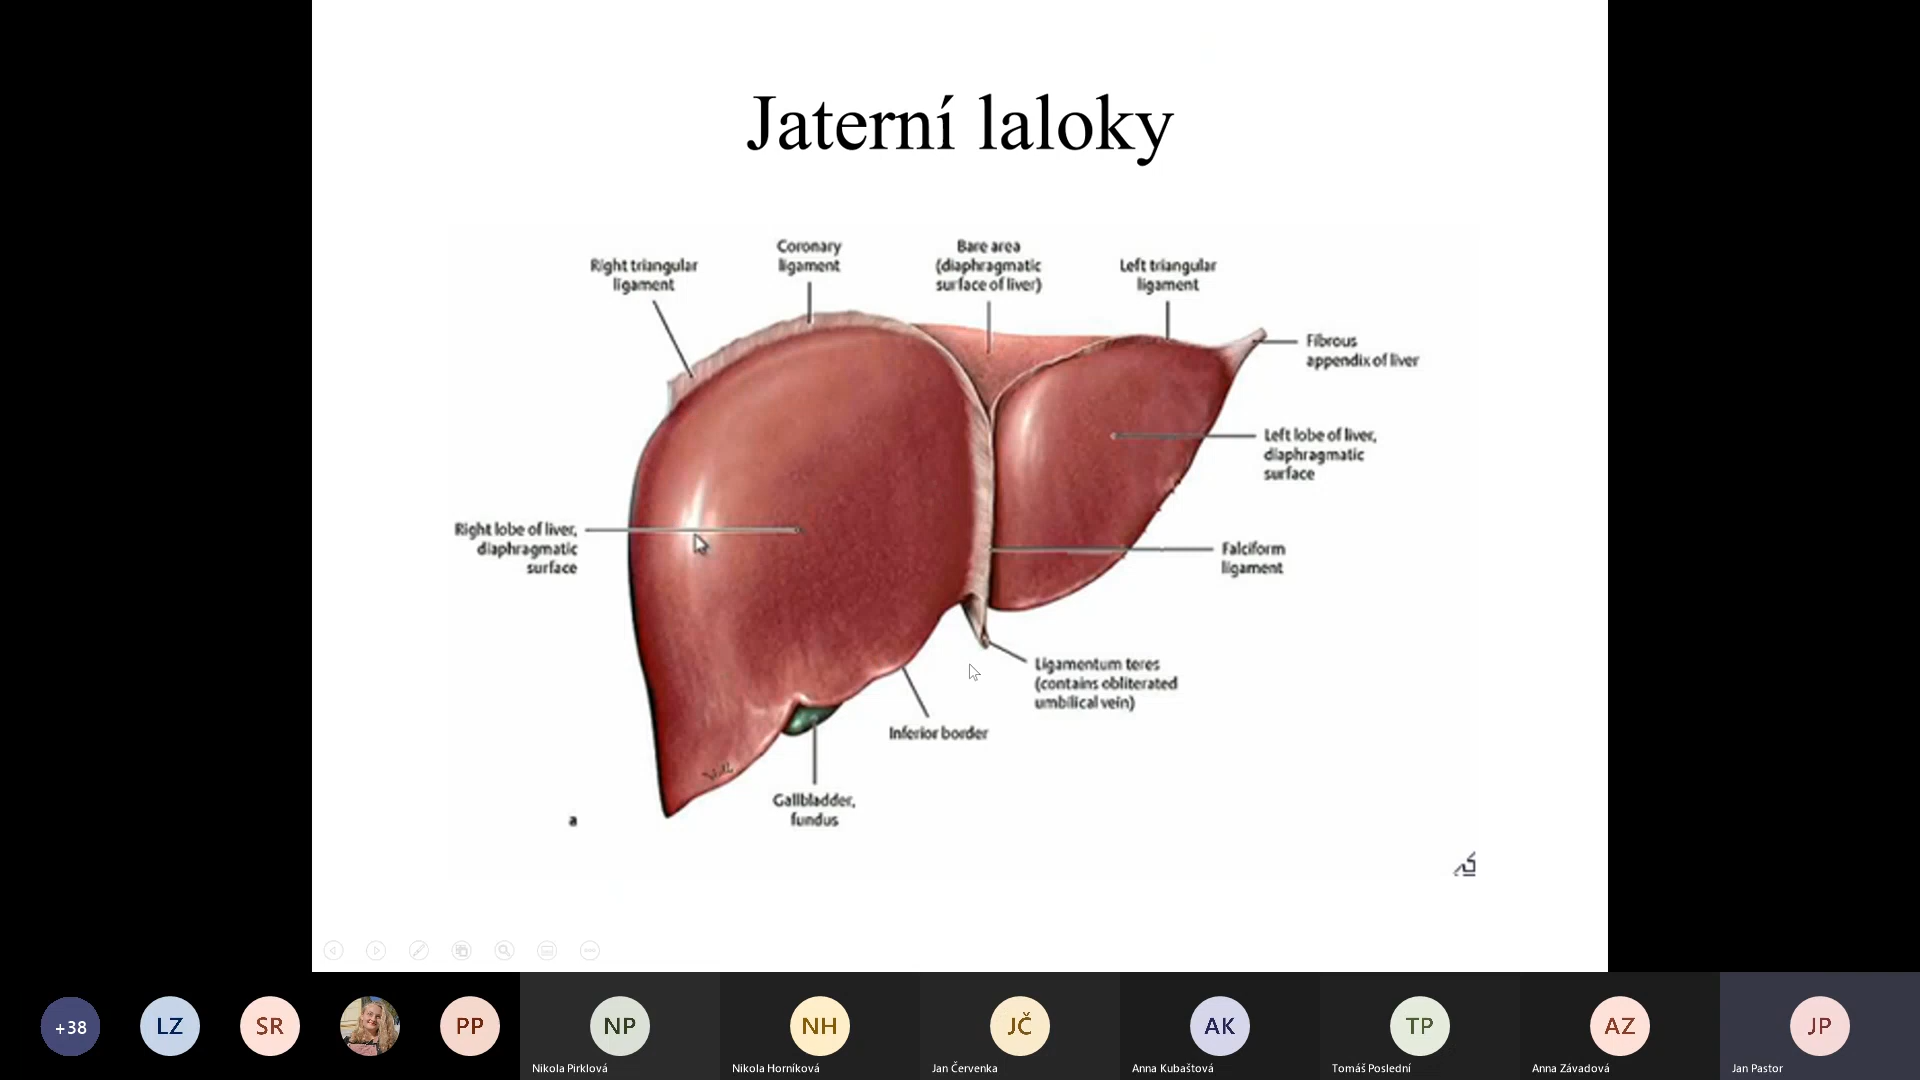 Jaterní laloky
Right triangular
ligament
Coronary
ligament
Bare area
(diaphragmatic
surface of liver)
Left triangular
ligament
Fibrous
appendix of liver
Left lobe of liver,
diaphragmatic
surface
Right lobe of liver,
diaphragmatic
surface
Falciform
ligament
Ligamentum teres
(contains obliterated
umbilical vein)
Inferior border
Gallbladder,
fundus
a
+38
LZ
SR
PP
NP
Nikola Pirklová
NH
Nikola Horníková
JČ
Jan Červenka
AK
Anna Kubaštová
TP
Tomáš Poslední
AZ
Anna Závadová
JP
Jan Pastor